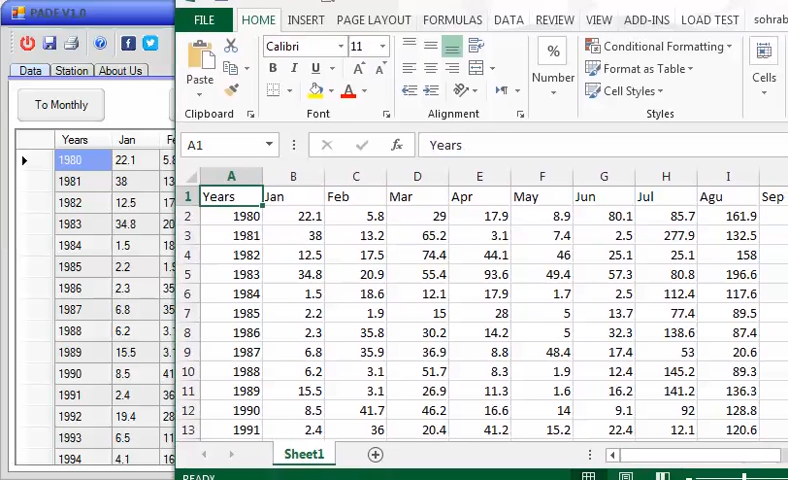 PADE V1.0
Data Station About Us
To Monthly
Years Jan
1980 22.1 5.8
1981 38 13
1982 12.5 17
1983 34.8 20
1984 1.5 18
1985 2.2 1.9
1986 2.3 35
1987 6.8 35
1988 6.2 3.1
1989 15.5 3.1
1990 8.5 41
1991 2.4 36
1992 19.4 28
1993 6.5 11
1994 4.1 16
FILE HOME INSERT PAGE LAYOUT FORMULAS DATA REVIEW VIEW ADD-INS LOAD TEST sohrab
Paste
Clipboard
Calibri 11
B I U A A
A
Font
Alignment
%
Number
Conditional Formatting
Format as Table
Cell Styles
Styles
Cells
A1 fx Years
A B C D E F G H I
1 Years Jan Feb Mar Apr May Jun Jul Agu Sep
2 1980 22.1 5.8 29 17.9 8.9 80.1 85.7 161.9
3 1981 38 13.2 65.2 3.1 7.4 2.5 277.9 132.5
4 1982 12.5 17.5 74.4 44.1 46 25.1 25.1 158
5 1983 34.8 20.9 55.4 93.6 49.4 57.3 80.8 196.6
6 1984 1.5 18.6 12.1 17.9 1.7 2.5 112.4 117.6
7 1985 2.2 1.9 15 28 5 13.7 77.4 89.5
8 1986 2.3 35.8 30.2 14.2 5 32.3 138.6 87.4
9 1987 6.8 35.9 36.9 8.8 48.4 17.4 53 20.6
10 1988 6.2 3.1 51.7 8.3 1.9 12.4 145.2 89.3
11 1989 15.5 3.1 26.9 11.3 1.6 16.2 141.2 136.3
12 1990 8.5 41.7 46.2 16.6 14 9.1 92 128.8
13 1991 2.4 36 20.4 41.2 15.2 22.4 12.1 120.6
Sheet1
READY